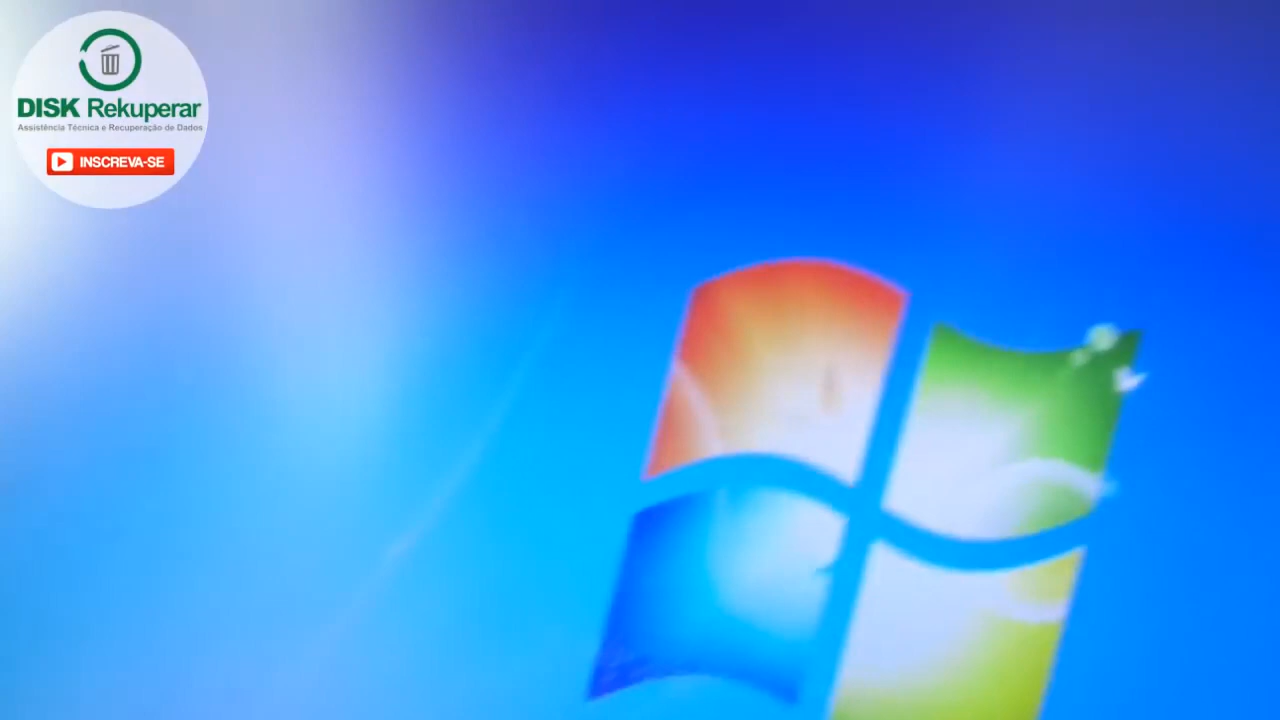 DISK Rekuperar
Assistência Técnica e Recuperação de Dados
INSCREVA-SE